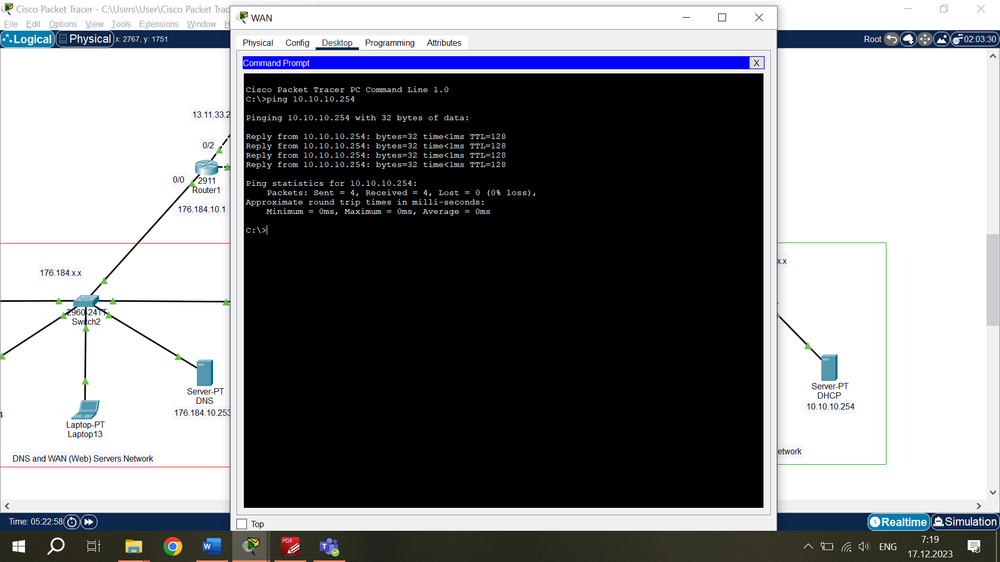 Cisco Packet Tracer - C:\Users\User\Cisco Packet Trac
File Edit Options View Tools Extensions Window H
Logical Physical x: 2767, y: 1751
Root 02:03:30
WAN
Physical Config Desktop Programming Attributes
Command Prompt X
Cisco Packet Tracer PC Command Line 1.0
C:\>ping 10.10.10.254
Pinging 10.10.10.254 with 32 bytes of data:
Reply from 10.10.10.254: bytes=32 time<1ms TTL=128
Reply from 10.10.10.254: bytes=32 time<1ms TTL=128
Reply from 10.10.10.254: bytes=32 time<1ms TTL=128
Reply from 10.10.10.254: bytes=32 time<1ms TTL=128
Ping statistics for 10.10.10.254:
Packets: Sent = 4, Received = 4, Lost = 0 (0% loss),
Approximate round trip times in milli-seconds:
Minimum = 0ms, Maximum = 0ms, Average = 0ms
C:\>
Top
13.11.33.2
0/2
0/0
2911
Router1
176.184.10.1
176.184.x.x
2960-24TT
Switch2
Server-PT
DNS
176.184.10.253
4
Laptop-PT
Laptop13
DNS and WAN (Web) Servers Network
x.x
Server-PT
DHCP
10.10.10.254
etwork
Time: 05:22:58
Realtime Simulation
W PDF T
ENG
7:19
17.12.2023